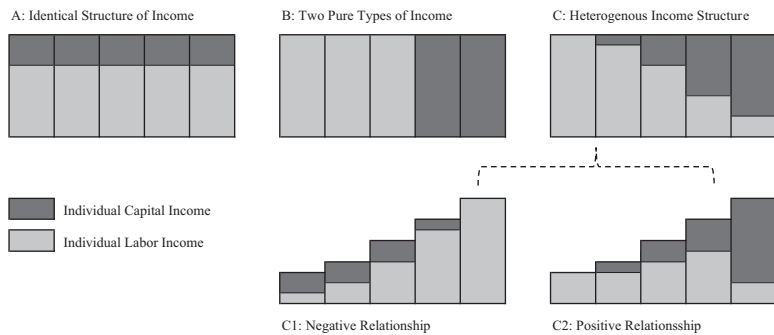 A: Identical Structure of Income
B: Two Pure Types of Income
C: Heterogenous Income Structure
Individual Capital Income
Individual Labor Income
C1: Negative Relationship
C2: Positive Relationship